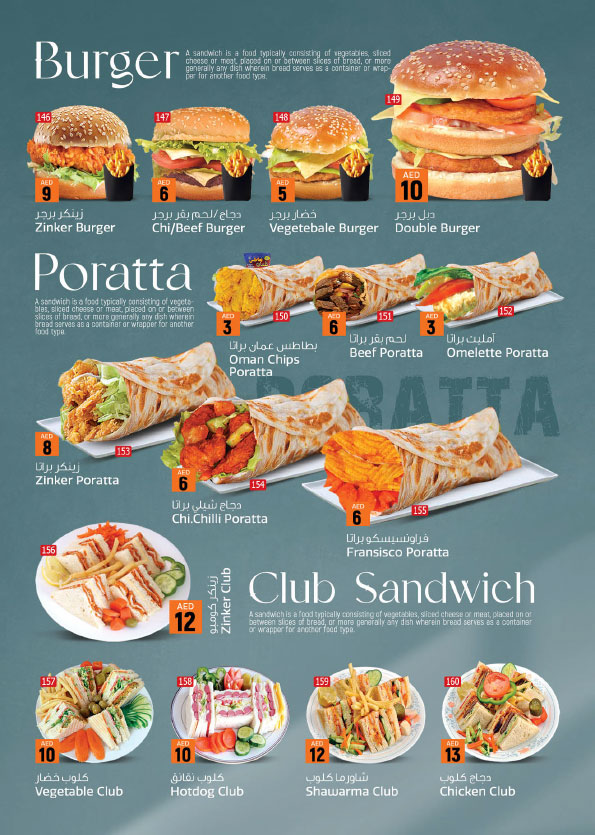 Burger
A sandwich is a food typically consisting of vegetables, sliced
cheese or meat, placed on or between slices of bread, or more
generally any dish wherein bread serves as a container or wrap-
per for another food type.
146
AED
9
زينكر برجر
Zinker Burger
147
AED
6
دجاج/لحم بقر برجر
Chi/Beef Burger
148
AED
5
خضار برجر
Vegetebale Burger
149
AED
10
دبل برجر
Double Burger
Poratta
A sandwich is a food typically consisting of vegeta-
bles, sliced cheese or meat, placed on or between
slices of bread, or more generally any dish wherein
bread serves as a container or wrapper for another
food type.
150
AED
3
بطاطس عمان براتا
Oman Chips
Poratta
151
AED
6
لحم بقر براتا
Beef Poratta
152
AED
3
آمليت براتا
Omelette Poratta
PORATTA
153
AED
8
زينكر براتا
Zinker Poratta
154
AED
6
دجاج شيلي براتا
Chi.Chilli Poratta
155
AED
6
فراونسيسكو براتا
Fransisco Poratta
156
AED
12
زينكر كومبو
Zinker Club
Club Sandwich
A sandwich is a food typically consisting of vegetables, sliced cheese or meat, placed on or
between slices of bread, or more generally any dish wherein bread serves as a container
or wrapper for another food type.
157
AED
10
كلوب خضار
Vegetable Club
158
AED
10
كلوب نقانق
Hotdog Club
159
AED
12
شاورما كلوب
Shawarma Club
160
AED
13
دجاج كلوب
Chicken Club